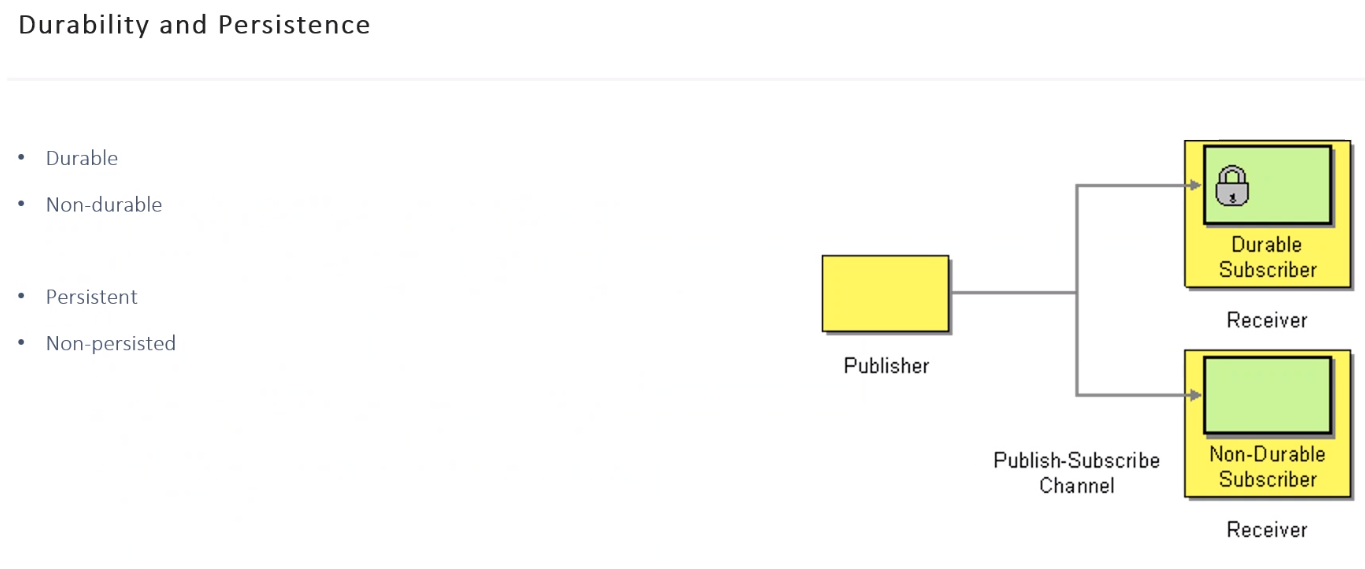 Durability and Persistence
• Durable
• Non-durable
• Persistent
• Non-persisted
Durable
Subscriber
Receiver
Publisher
Publish-Subscribe
Channel
Non-Durable
Subscriber
Receiver